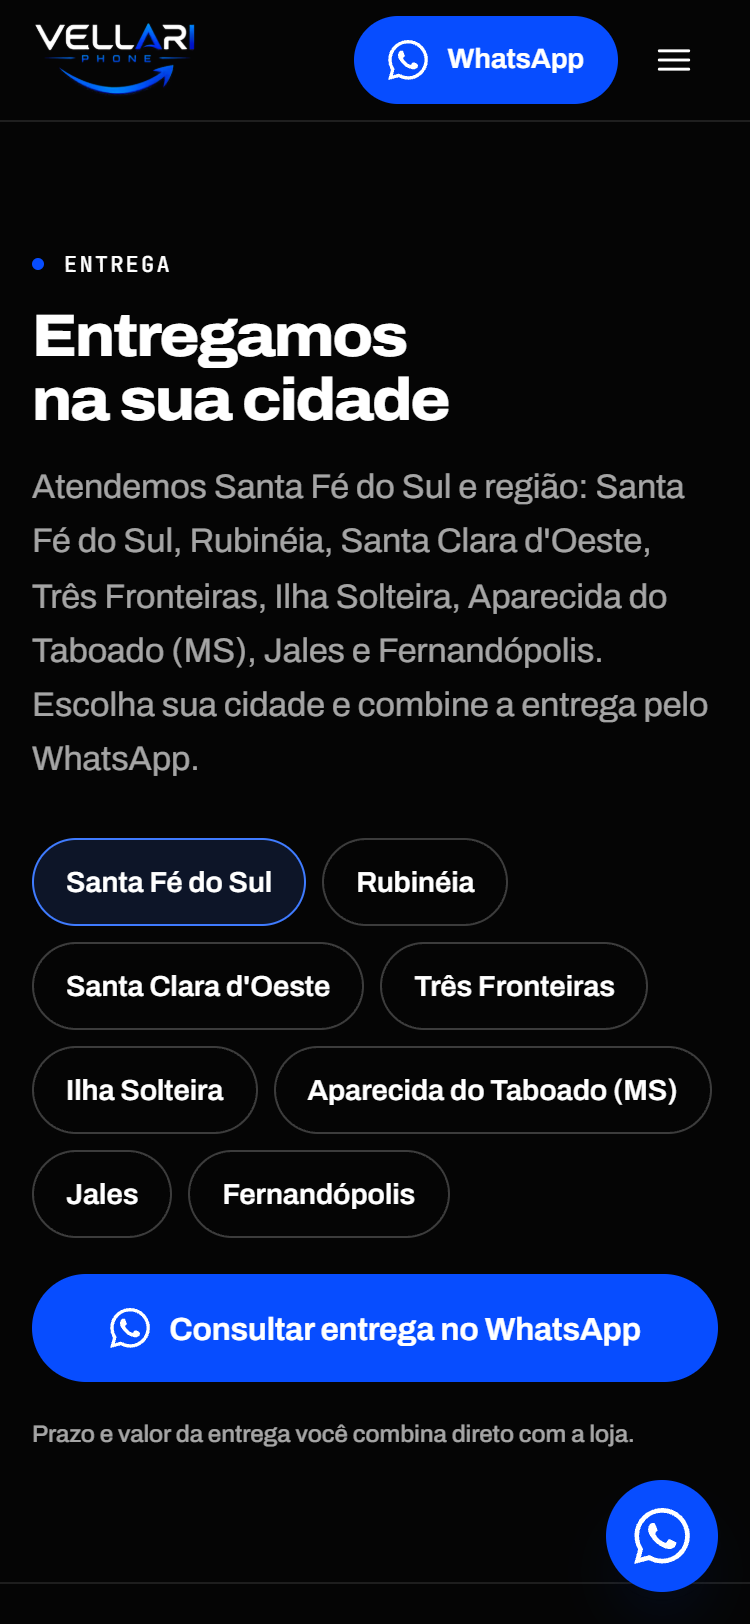 VELLARI
PHONE
WhatsApp
ENTREGA
Entregamos
na sua cidade
Atendemos Santa Fé do Sul e região: Santa
Fé do Sul, Rubinéia, Santa Clara d'Oeste,
Três Fronteiras, Ilha Solteira, Aparecida do
Taboado (MS), Jales e Fernandópolis.
Escolha sua cidade e combine a entrega pelo
WhatsApp.
Santa Fé do Sul
Rubinéia
Santa Clara d'Oeste
Três Fronteiras
Ilha Solteira
Aparecida do Taboado (MS)
Jales
Fernandópolis
Consultar entrega no WhatsApp
Prazo e valor da entrega você combina direto com a loja.